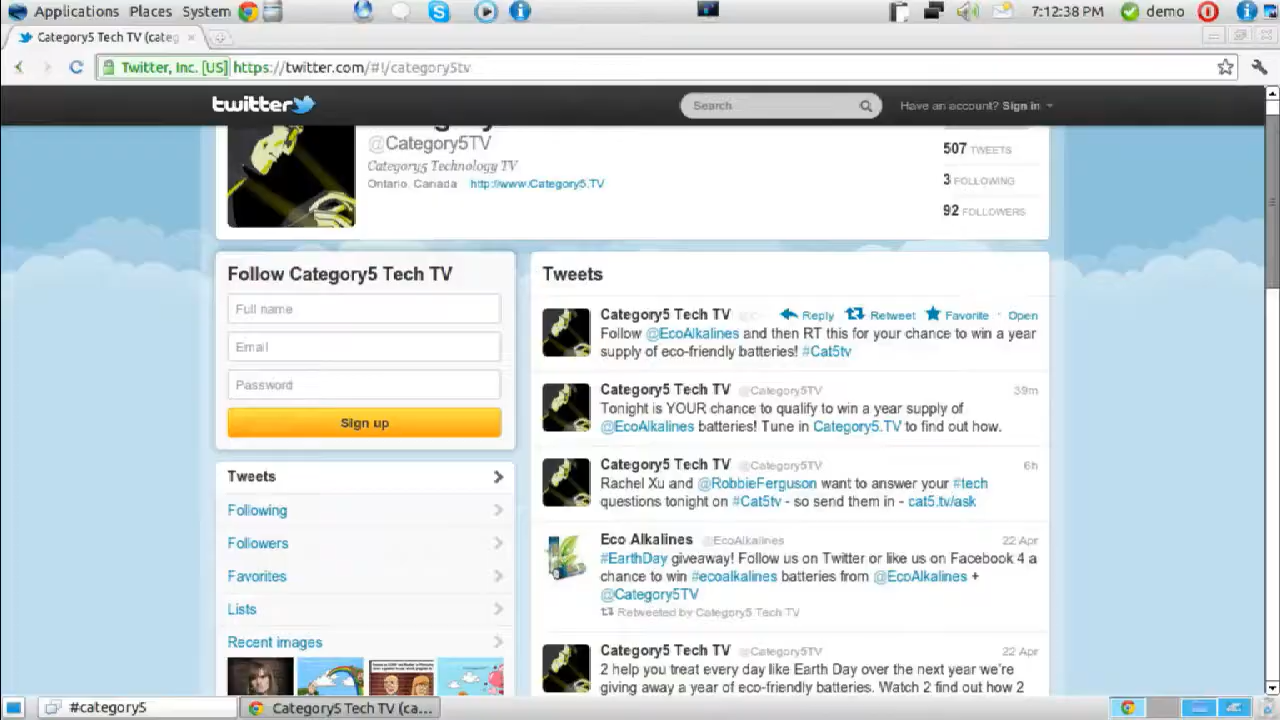 Applications Places System
7:12:38 PM demo
Category5 Tech TV (categ
Twitter, Inc. [US] https://twitter.com/#!/category5tv
twitter
Search
Have an account? Sign in
@Category5TV
Category5 Technology TV
Ontario, Canada http://www.Category5.TV
507 TWEETS
3 FOLLOWING
92 FOLLOWERS
Follow Category5 Tech TV
Full name
Email
Password
Sign up
Tweets
Following
Followers
Favorites
Lists
Recent images
Tweets
Category5 Tech TV Reply Retweet Favorite · Open
Follow @EcoAlkalines and then RT this for your chance to win a year
supply of eco-friendly batteries! #Cat5tv
Category5 Tech TV @Category5TV 39m
Tonight is YOUR chance to qualify to win a year supply of
@EcoAlkalines batteries! Tune in Category5.TV to find out how.
Category5 Tech TV @Category5TV 6h
Rachel Xu and @RobbieFerguson want to answer your #tech
questions tonight on #Cat5tv - so send them in - cat5.tv/ask
Eco Alkalines @EcoAlkalines 22 Apr
#EarthDay giveaway! Follow us on Twitter or like us on Facebook 4 a
chance to win #ecoalkalines batteries from @EcoAlkalines +
@Category5TV
Retweeted by Category5 Tech TV
Category5 Tech TV @Category5TV 22 Apr
2 help you treat every day like Earth Day over the next year we're
giving away a year of eco-friendly batteries. Watch 2 find out how 2
#category5
Category5 Tech TV (ca...